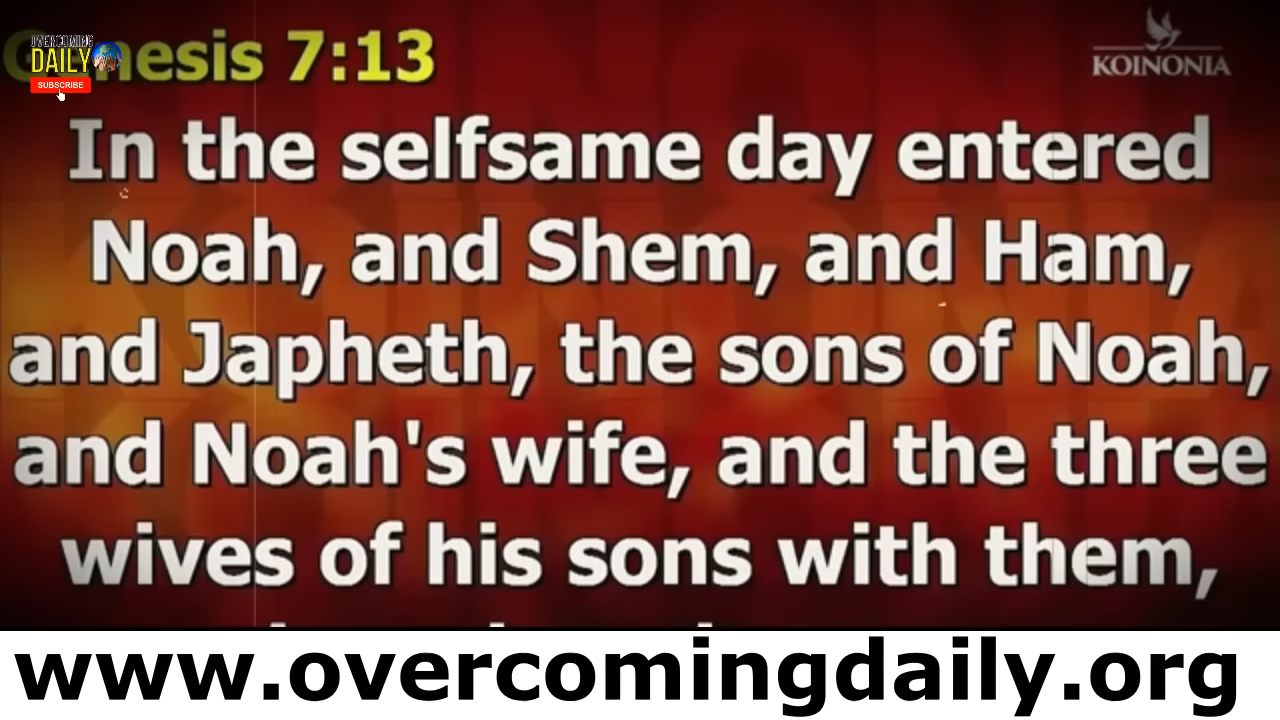 Genesis 7:13
OVERCOMING
DAILY
SUBSCRIBE
KOINONIA
In the selfsame day entered
Noah, and Shem, and Ham,
and Japheth, the sons of Noah,
and Noah's wife, and the three
wives of his sons with them,
www.overcomingdaily.org